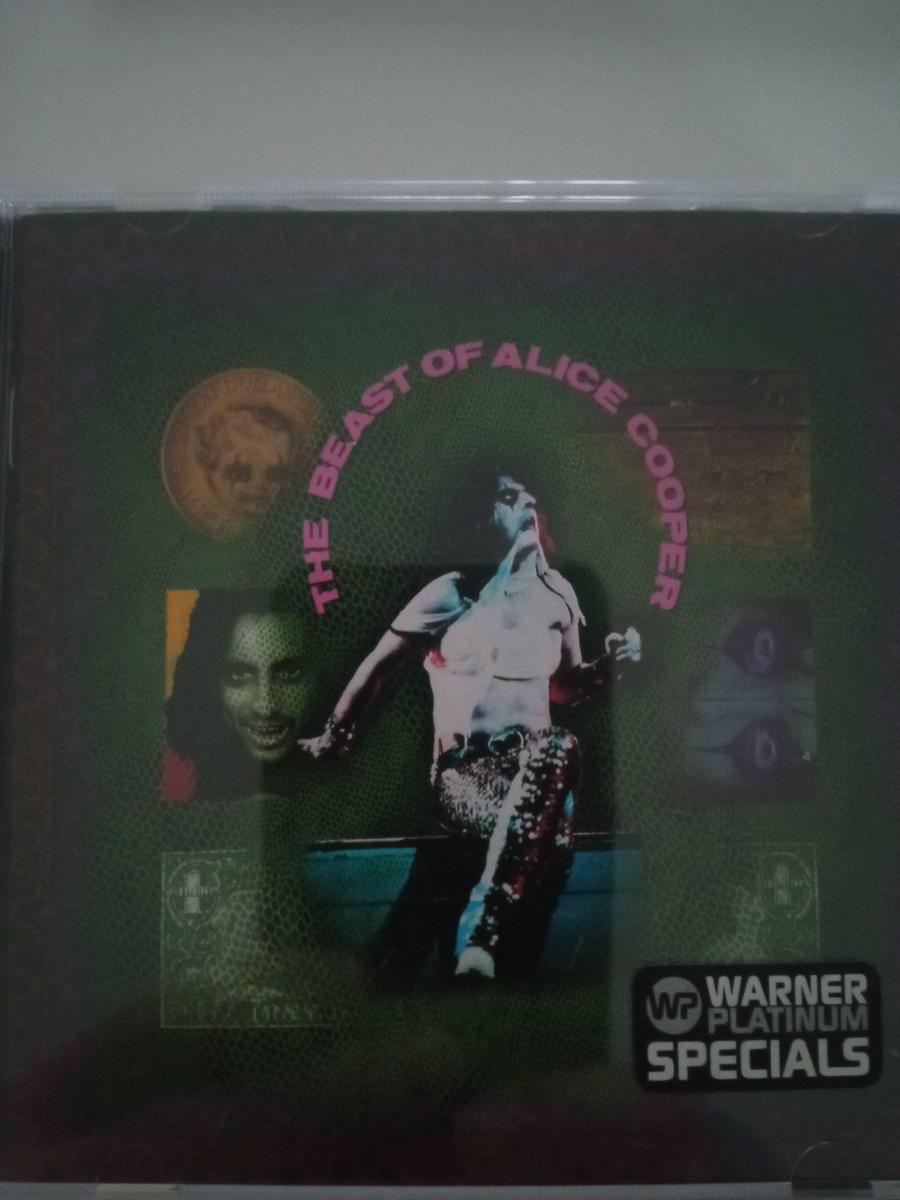 THE BEAST OF ALICE COOPER
WP
WARNER
PLATINUM
SPECIALS